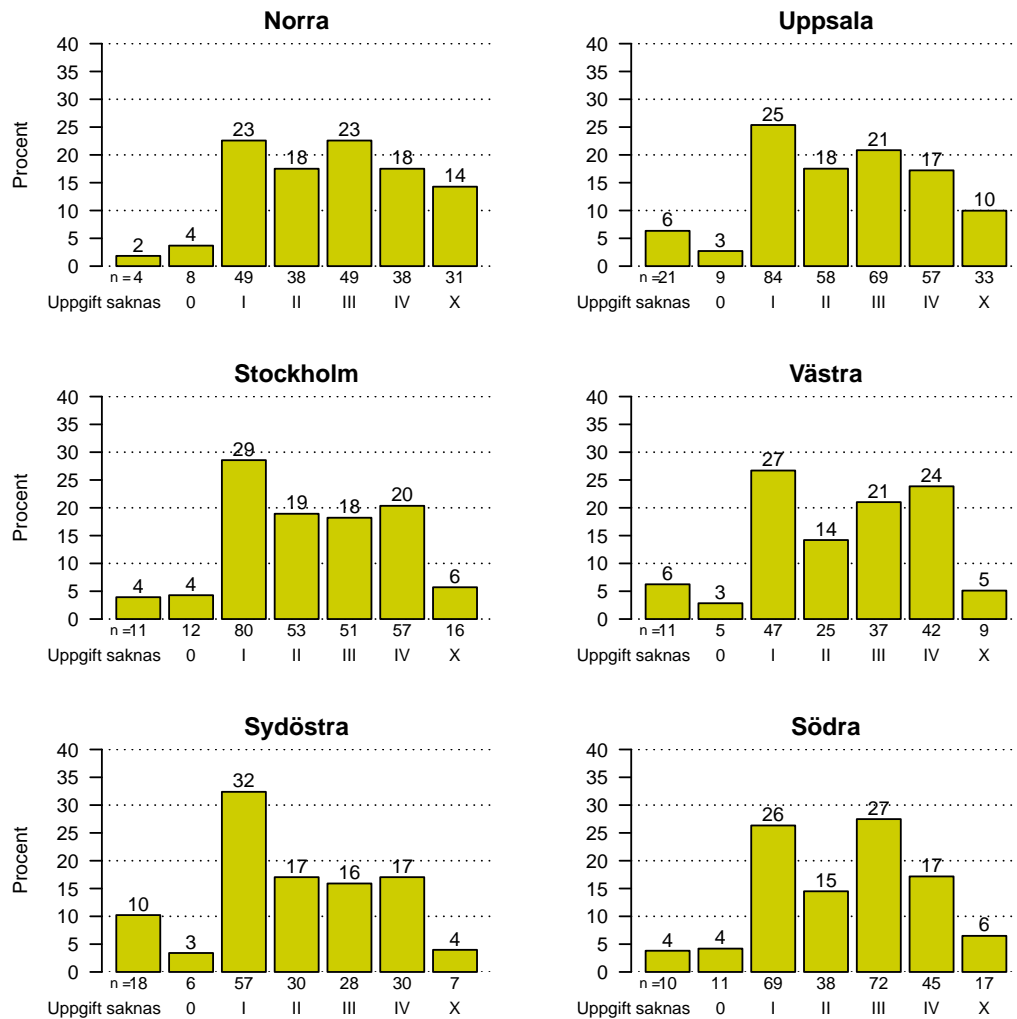 Norra
Procent
40
35
30
25
20
15
10
5
0
2 4 23 18 23 18 14
n = 4 8 49 38 49 38 31
Uppgift saknas 0 I II III IV X
Uppsala
40
35
30
25
20
15
10
5
0
6 3 25 18 21 17 10
n = 21 9 84 58 69 57 33
Uppgift saknas 0 I II III IV X
Stockholm
Procent
40
35
30
25
20
15
10
5
0
4 4 29 19 18 20 6
n = 11 12 80 53 51 57 16
Uppgift saknas 0 I II III IV X
Västra
40
35
30
25
20
15
10
5
0
6 3 27 14 21 24 5
n = 11 5 47 25 37 42 9
Uppgift saknas 0 I II III IV X
Sydöstra
Procent
40
35
30
25
20
15
10
5
0
10 3 32 17 16 17 4
n = 18 6 57 30 28 30 7
Uppgift saknas 0 I II III IV X
Södra
40
35
30
25
20
15
10
5
0
4 4 26 15 27 17 6
n = 10 11 69 38 72 45 17
Uppgift saknas 0 I II III IV X